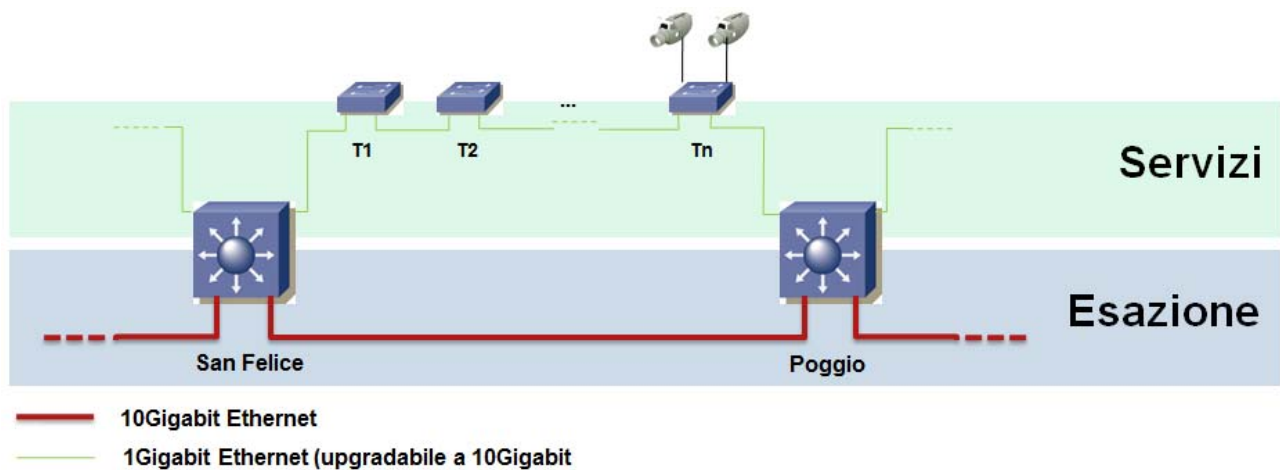 ...
T1
T2
Tn
Servizi
Esazione
San Felice
Poggio
10Gigabit Ethernet
1Gigabit Ethernet (upgradabile a 10Gigabit